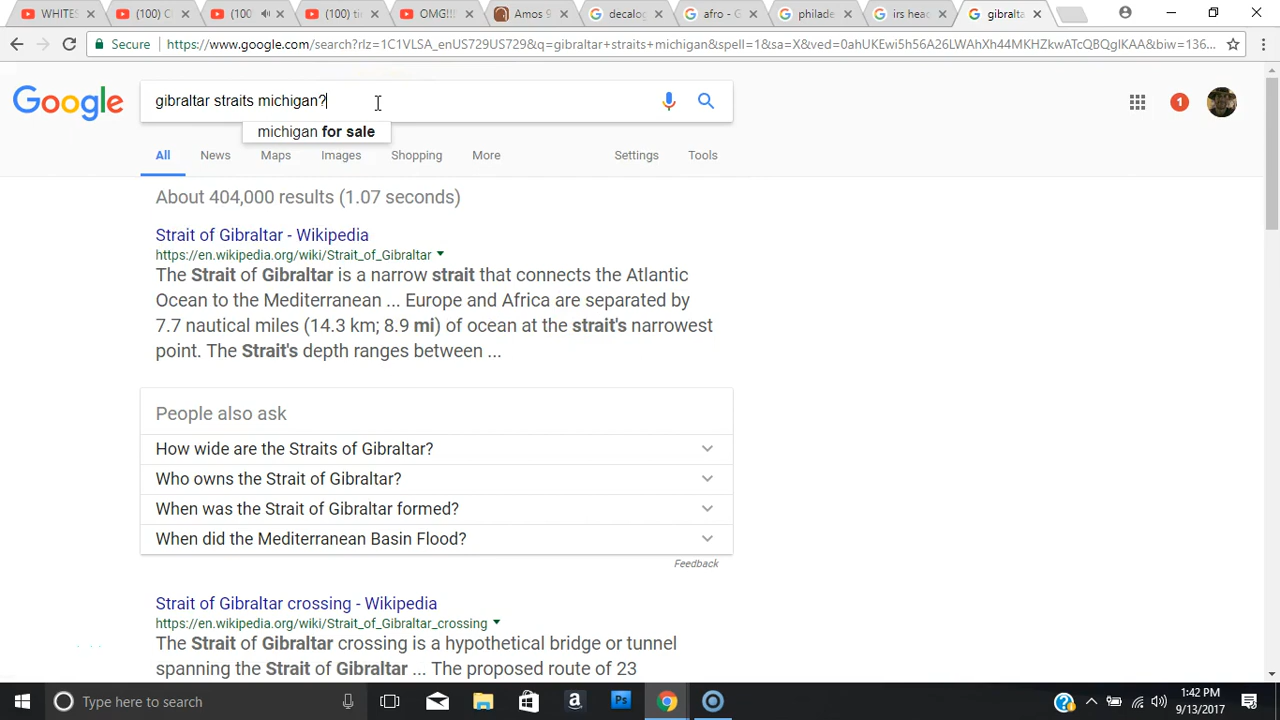 WHITES
(100) C
(100)
(100) ti
OMG!!!
Amos 9
decalog
afro - G
philade
irs hea
gibralta
Secure
https://www.google.com/search?rlz=1C1VLSA_enUS729US729&q=gibraltar+straits+michigan&spell=1&sa=X&ved=0ahUKEwi5h56A26LWAhXh44MKHZkwATcQBQgIKAA&biw=136...
Google
gibraltar straits michigan?
1
michigan for sale
All
News
Maps
Images
Shopping
More
Settings
Tools
About 404,000 results (1.07 seconds)
Strait of Gibraltar - Wikipedia
https://en.wikipedia.org/wiki/Strait_of_Gibraltar
The Strait of Gibraltar is a narrow strait that connects the Atlantic
Ocean to the Mediterranean ... Europe and Africa are separated by
7.7 nautical miles (14.3 km; 8.9 mi) of ocean at the strait's narrowest
point. The Strait's depth ranges between ...
People also ask
How wide are the Straits of Gibraltar?
Who owns the Strait of Gibraltar?
When was the Strait of Gibraltar formed?
When did the Mediterranean Basin Flood?
Feedback
Strait of Gibraltar crossing - Wikipedia
https://en.wikipedia.org/wiki/Strait_of_Gibraltar_crossing
The Strait of Gibraltar crossing is a hypothetical bridge or tunnel
spanning the Strait of Gibraltar ... The proposed route of 23
Type here to search
1:42 PM
9/13/2017